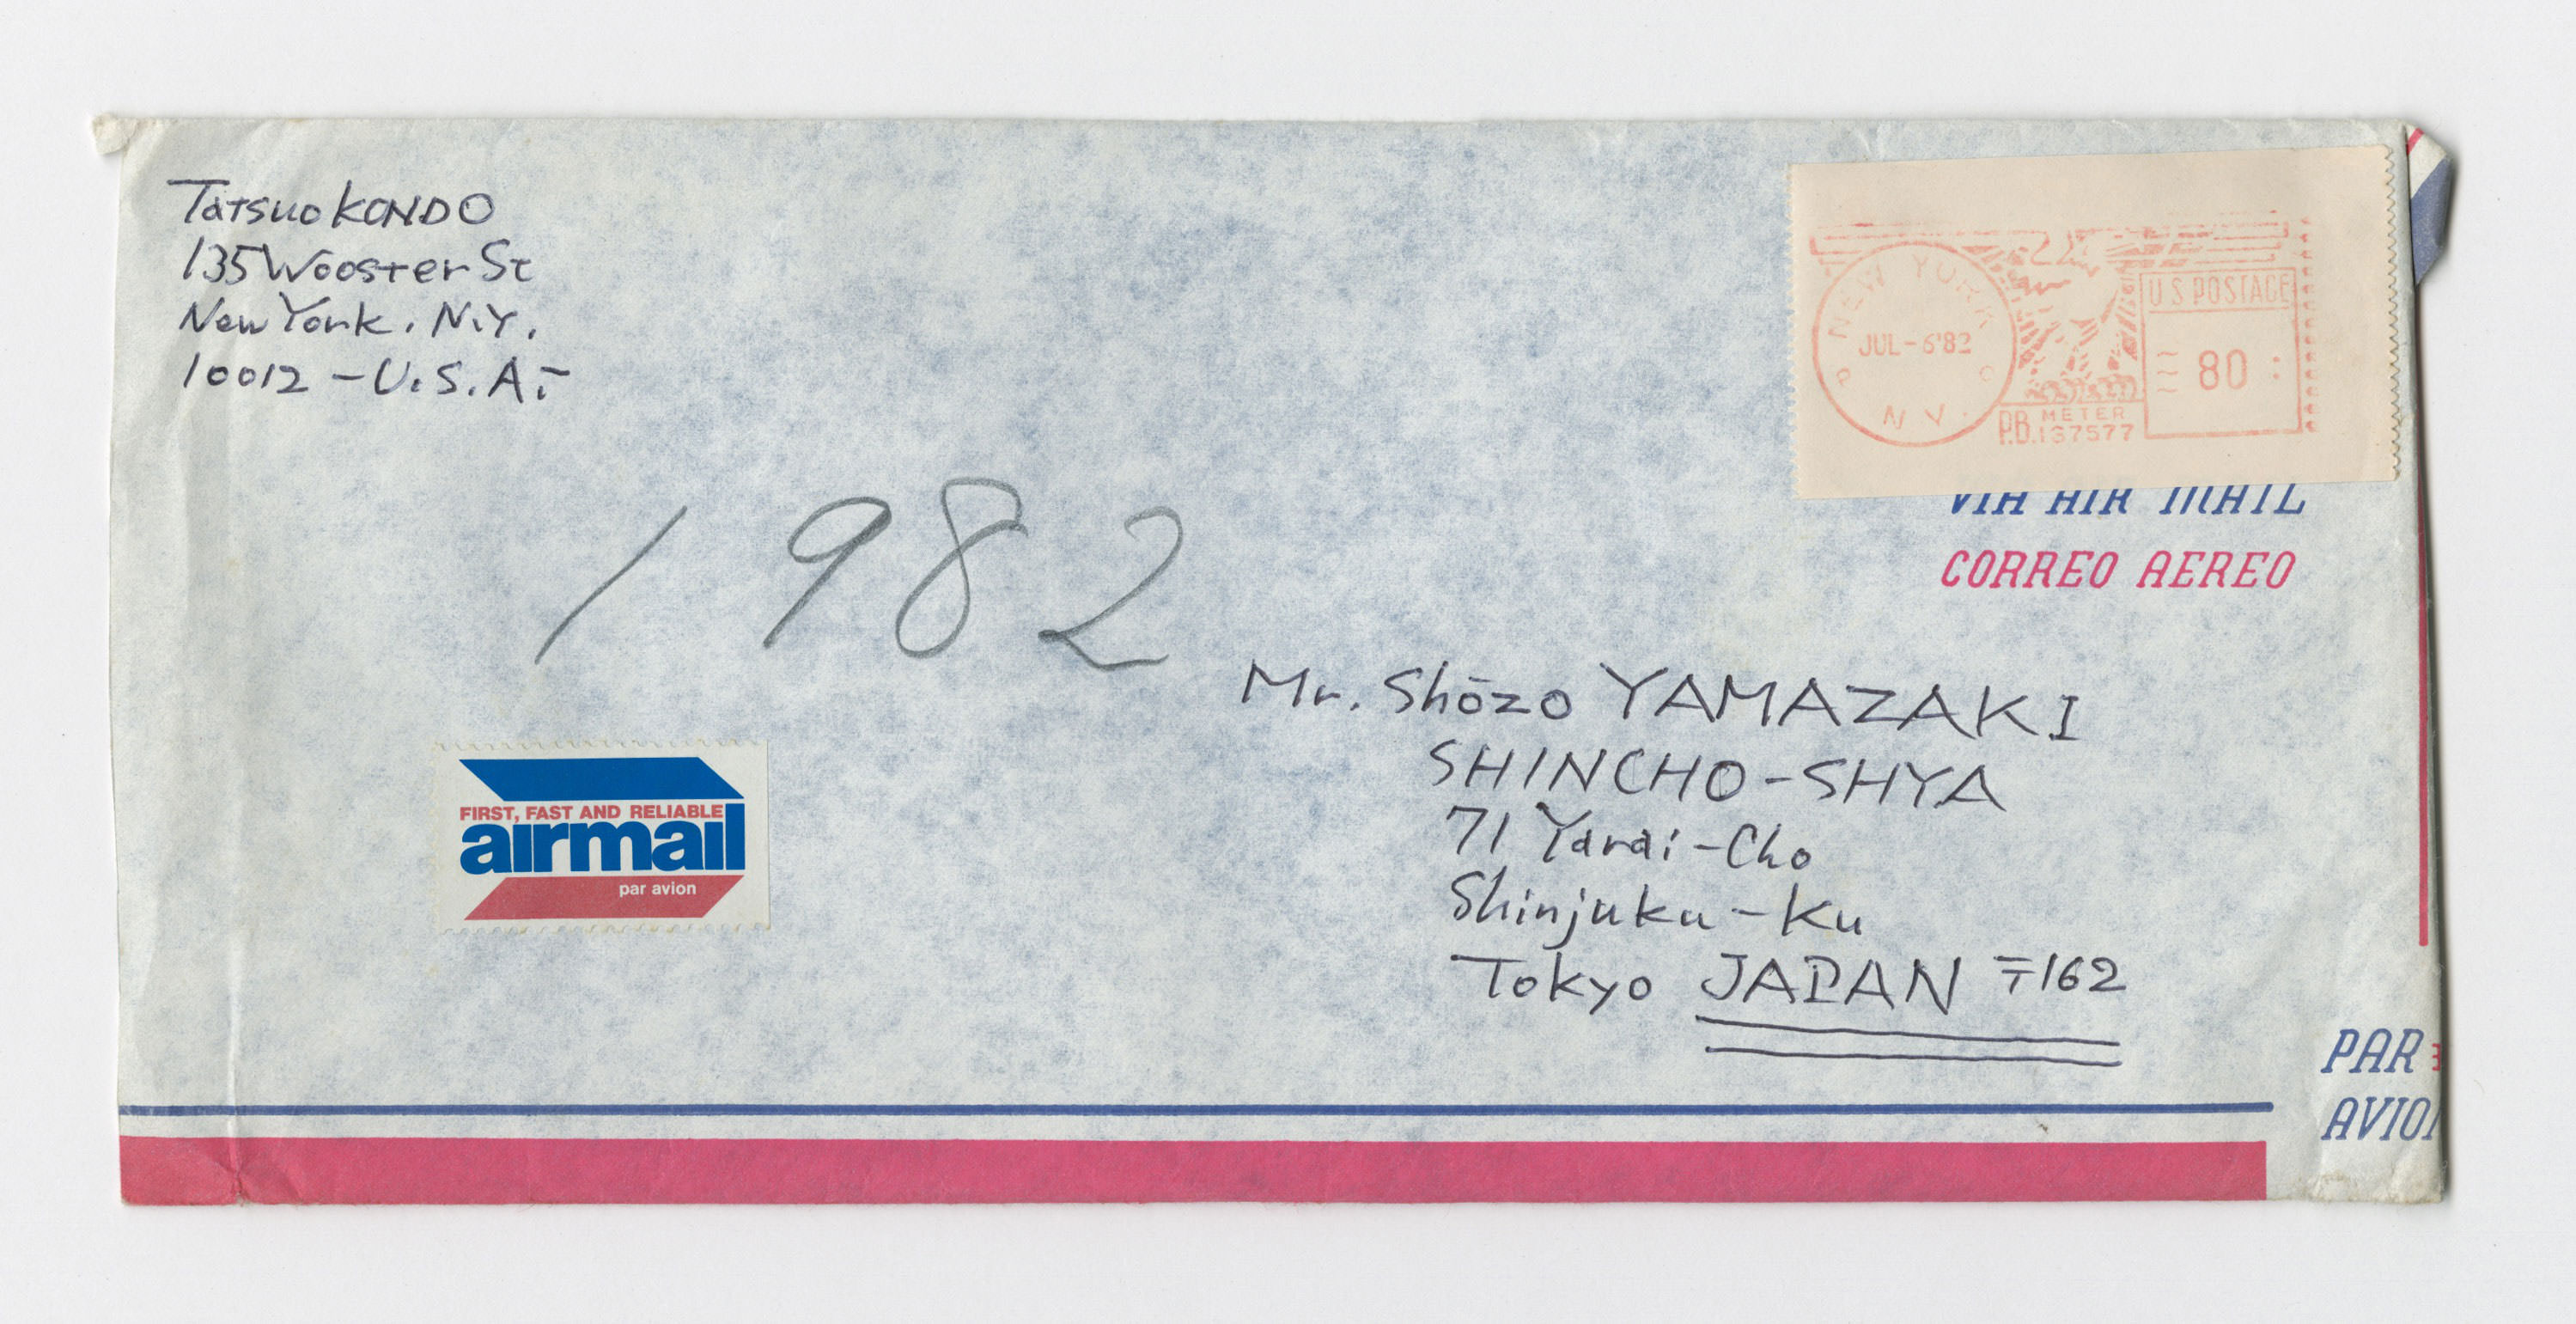 Tatsuo KONDO
135 Wooster St
New York. N.Y.
10012 - U.S.A.-
NEW YORK
JUL-6'82
N.Y.
U.S POSTAGE
80
P.B. METER
137577
VIA AIR MAIL
CORREO AEREO
1982
Mr. Shōzo YAMAZAKI
SHINCHO-SHYA
71 Yarai-Cho
Shinjuku-Ku
Tokyo JAPAN 〒162
FIRST, FAST AND RELIABLE
airmail
par avion
PAR
AVION